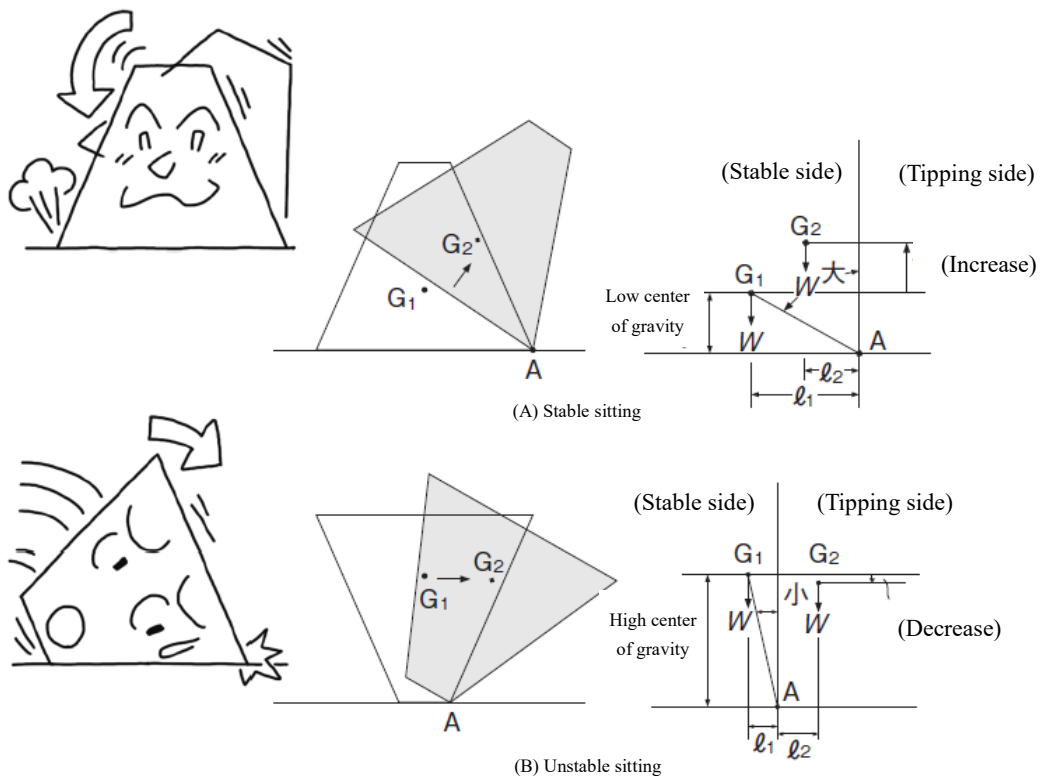 (Stable side)
(Tipping side)
G2
G2
G1
W
大
(Increase)
G1
Low center
of gravity
W
A
A
ℓ2
ℓ1
(A) Stable sitting
(Stable side)
(Tipping side)
G1
G2
G2
G1
小
W
W
High center
of gravity
(Decrease)
A
A
ℓ1
ℓ2
(B) Unstable sitting